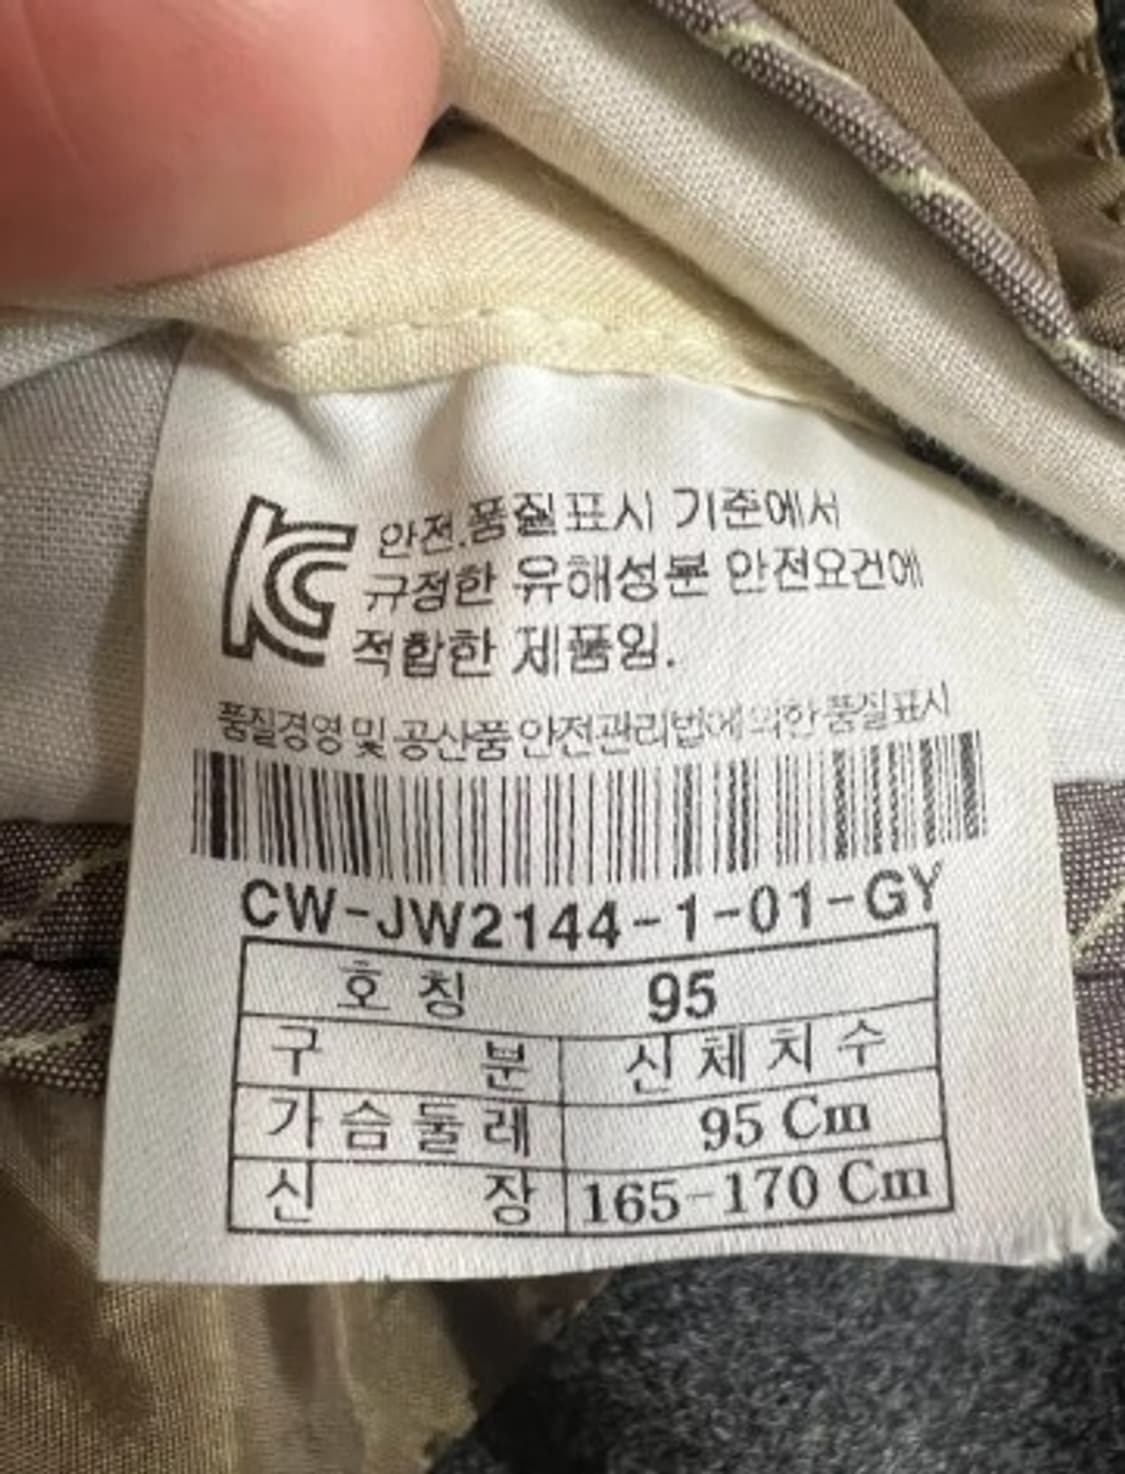 KC 안전.품질표시 기준에서
규정한 유해성분 안전요건에
적합한 제품임.
품질경영 및 공산품안전관리법에 의한 품질표시
CW-JW2144-1-01-GY
호칭 95
구분 신체치수
가슴둘레 95 Cm
신장 165-170 Cm